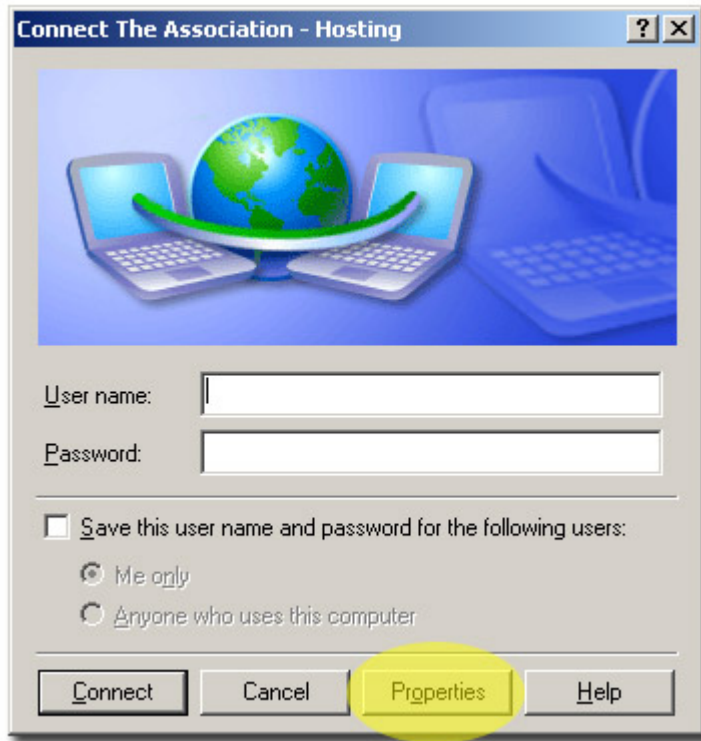 Connect The Association - Hosting
User name:
Password:
Save this user name and password for the following users:
Me only
Anyone who uses this computer
Connect Cancel Properties Help